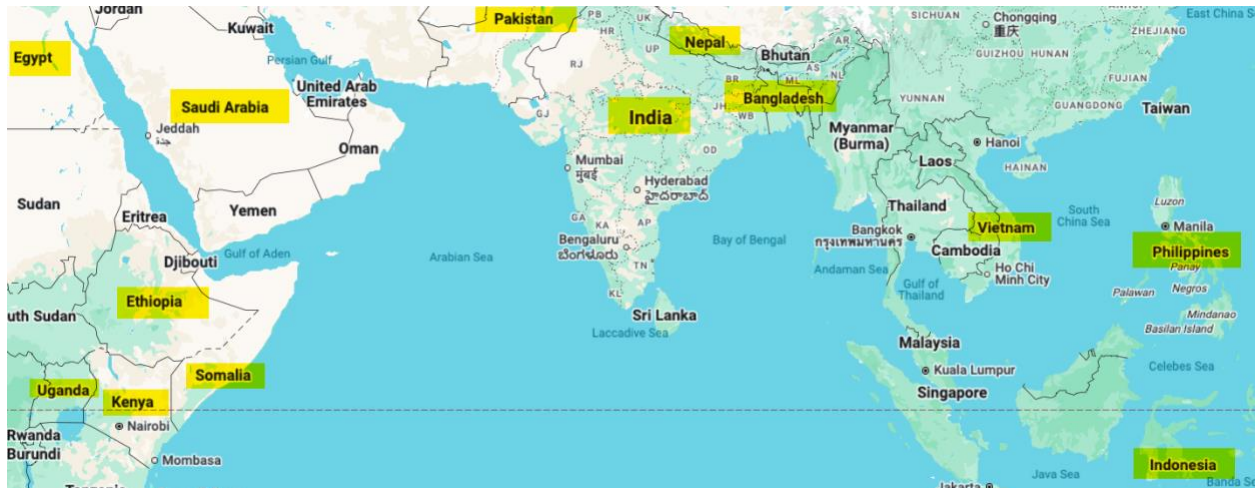 Jordan
Kuwait
Pakistan
PB
UK
HR
SICHUAN
Chongqing
重庆
East China S
ZHEJIANG
Egypt
Persian Gulf
RJ
UP
Nepal
Bhutan
AR
AS
NL
GUIZHOU
HUNAN
FUJIAN
Saudi Arabia
United Arab
Emirates
GJ
India
BR
JH
ML
WB
Bangladesh
YUNNAN
GUANGDONG
Taiwan
Jeddah
جدة
Oman
Mumbai
मुंबई
OD
Myanmar
(Burma)
Hanoi
Laos
HAINAN
Sudan
Eritrea
Yemen
Hyderabad
హైదరాబాద్
Thailand
Luzon
GA
KA
AP
Bay of Bengal
Bangkok
กรุงเทพมหานคร
Vietnam
South
China Sea
Manila
Djibouti
Gulf of Aden
Arabian Sea
Bengaluru
ಬೆಂಗಳೂರು
Cambodia
Philippines
TN
Andaman Sea
Gulf of
Thailand
Ho Chi
Minh City
Panay
Palawan
Negros
Ethiopia
KL
uth Sudan
Sri Lanka
Laccadive Sea
Mindanao
Basilan Island
Malaysia
Kuala Lumpur
Celebes Sea
Uganda
Somalia
Kenya
Singapore
Nairobi
Rwanda
Burundi
Mombasa
Java Sea
Indonesia
Banda Se
Jakarta